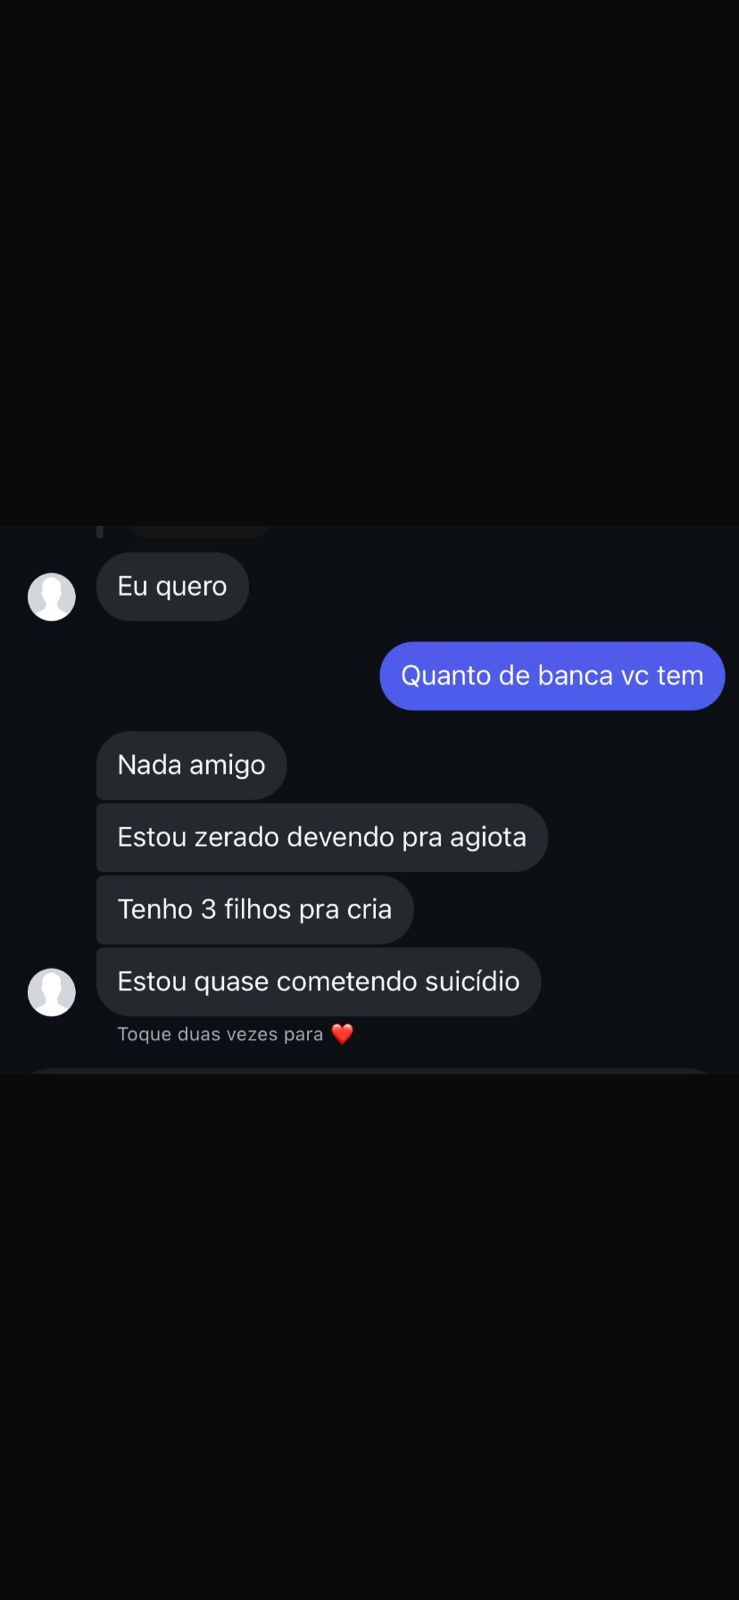 Eu quero
Quanto de banca vc tem
Nada amigo
Estou zerado devendo pra agiota
Tenho 3 filhos pra cria
Estou quase cometendo suicídio
Toque duas vezes para ❤️